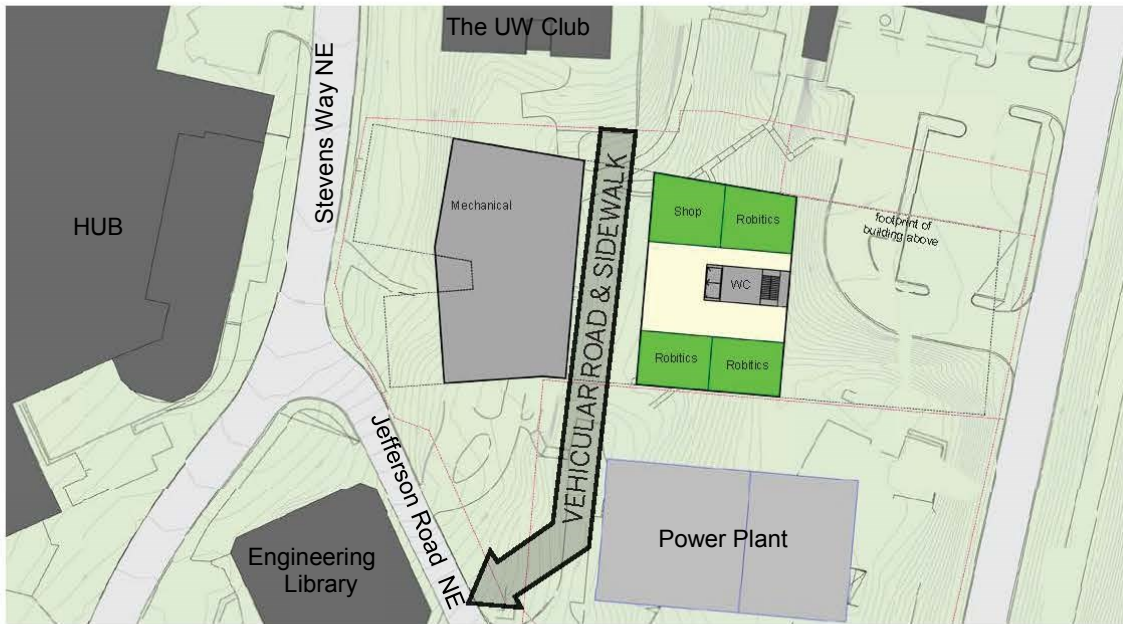 The UW Club
Stevens Way NE
HUB
Mechanical
VEHICULAR ROAD & SIDEWALK
Shop
Robitics
footprint of
building above
WC
Robitics
Robitics
Jefferson Road NE
Engineering
Library
Power Plant